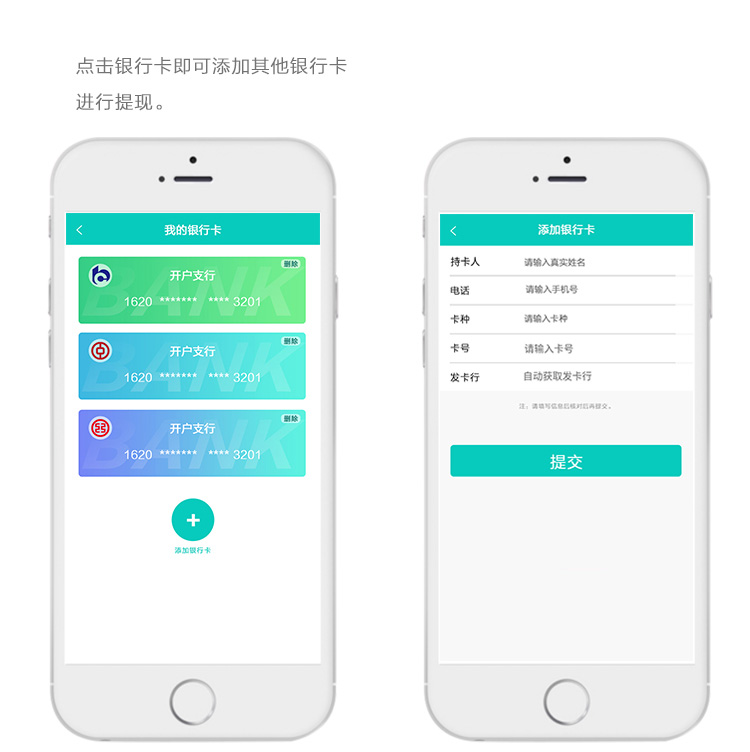 点击银行卡即可添加其他银行卡
进行提现。
我的银行卡
删除
开户支行
1620 ******* **** 3201
BANK
删除
开户支行
1620 ******* **** 3201
BANK
删除
开户支行
1620 ******* **** 3201
BANK
添加银行卡
添加银行卡
持卡人 请输入真实姓名
电话 请输入手机号
卡种 请输入卡种
卡号 请输入卡号
发卡行 自动获取发卡行
注：请填写信息后核对后再提交。
提交